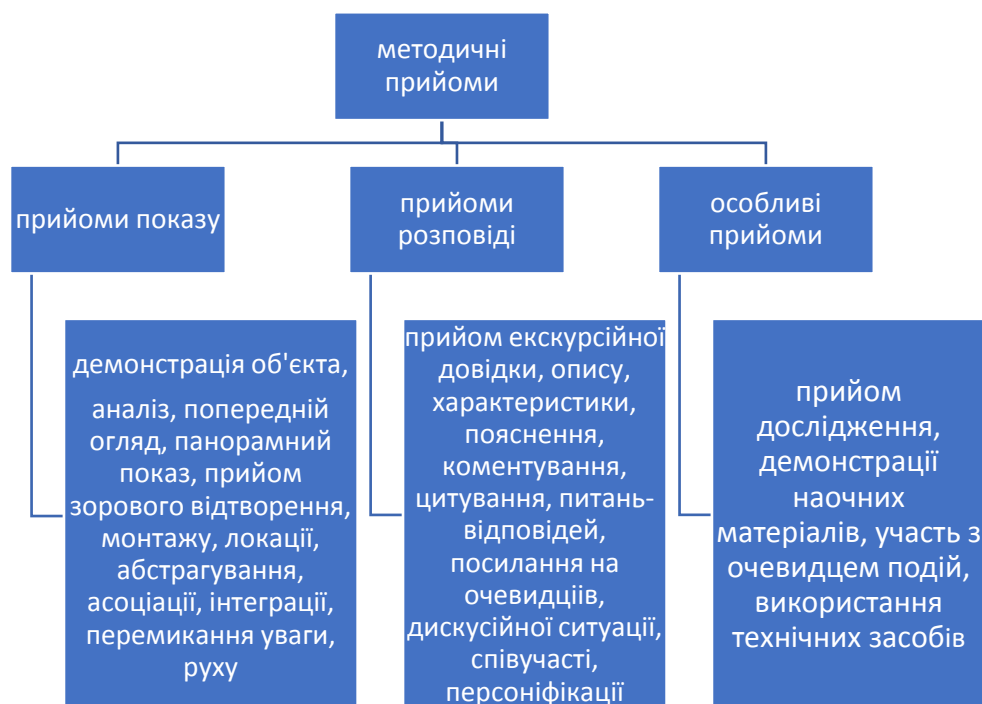 методичні
прийоми
прийоми показу
прийоми
розповіді
особливі
прийоми
демонстрація об'єкта,
аналіз, попередній
огляд, панорамний
показ, прийом
зорового відтворення,
монтажу, локації,
абстрагування,
асоціації, інтеграції,
перемикання уваги,
руху
прийом екскурсійної
довідки, опису,
характеристики,
пояснення,
коментування,
цитування, питань-
відповідей,
посилання на
очевидціів,
дискусійної ситуації,
співучасті,
персоніфікації
прийом
дослідження,
демонстрації
наочних
матеріалів, участь з
очевидцем подій,
використання
технічних засобів